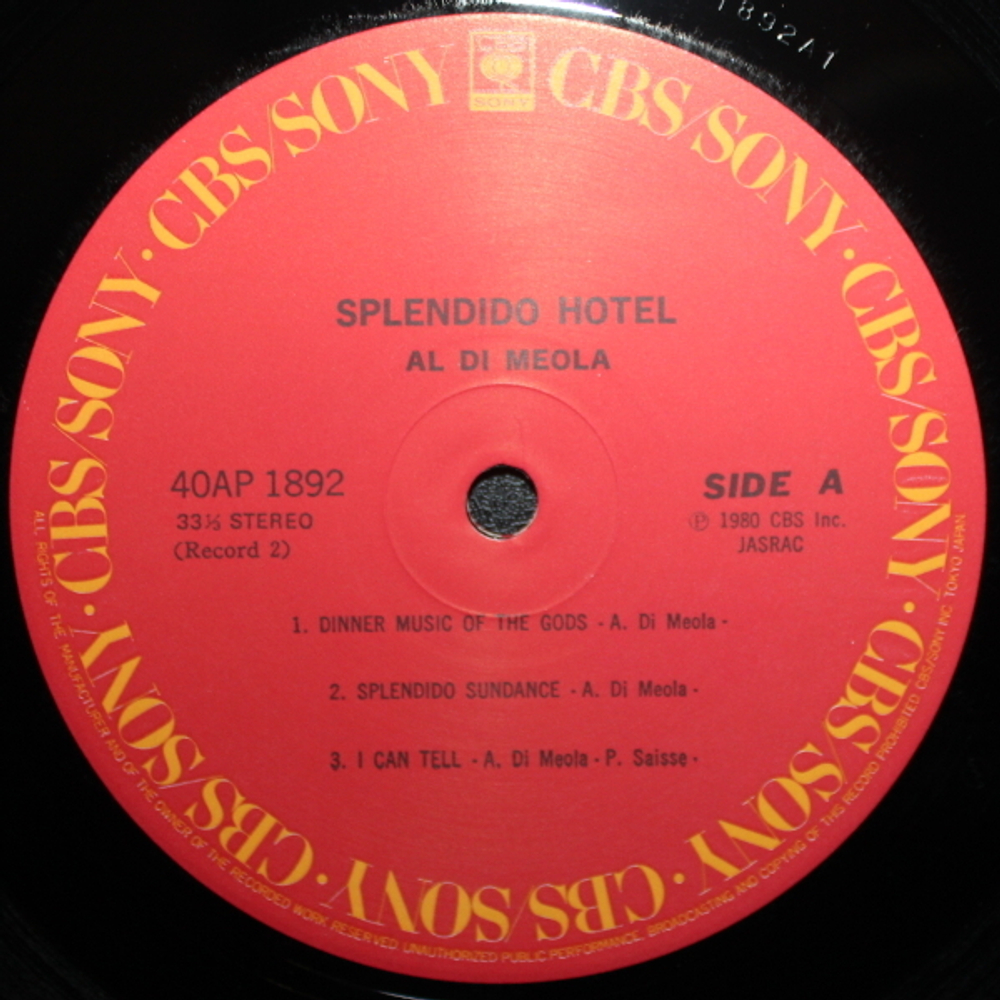 1892A1
CBS
SONY
CBS/SONY · CBS/SONY · CBS/SONY · CBS/SONY · CBS/SONY · CBS/SONY · CBS/SONY
SPLENDIDO HOTEL
AL DI MEOLA
40AP 1892
33⅓ STEREO
(Record 2)
SIDE A
Ⓟ 1980 CBS Inc.
JASRAC
1. DINNER MUSIC OF THE GODS - A. Di Meola -
2. SPLENDIDO SUNDANCE - A. Di Meola -
3. I CAN TELL - A. Di Meola - P. Saisse -
ALL RIGHTS OF THE MANUFACTURER AND OF THE OWNER OF THE RECORDED WORK RESERVED UNAUTHORIZED PUBLIC PERFORMANCE, BROADCASTING AND COPYING OF THIS RECORD PROHIBITED CBS/SONY INC TOKYO JAPAN